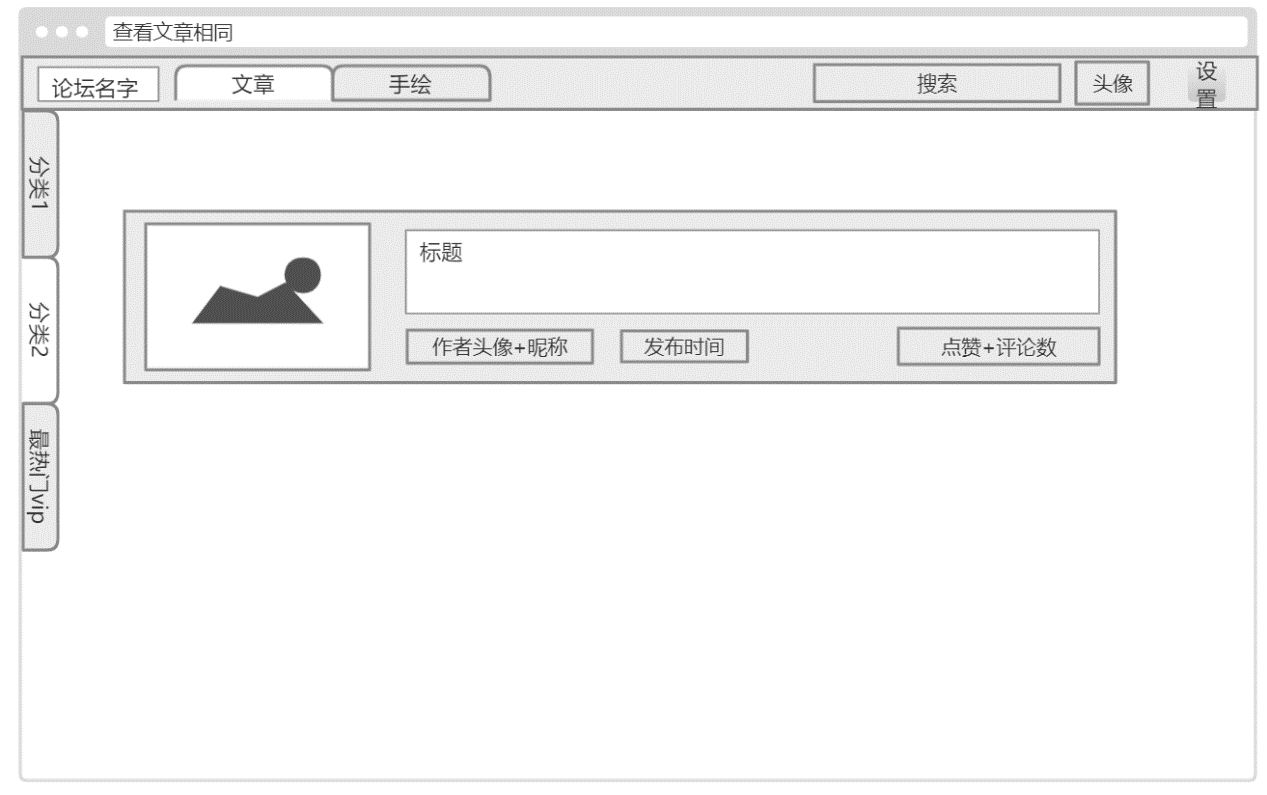 查看文章相同
论坛名字
文章
手绘
搜索
头像
设
置
分类1
分类2
最热门vip
标题
作者头像+昵称
发布时间
点赞+评论数